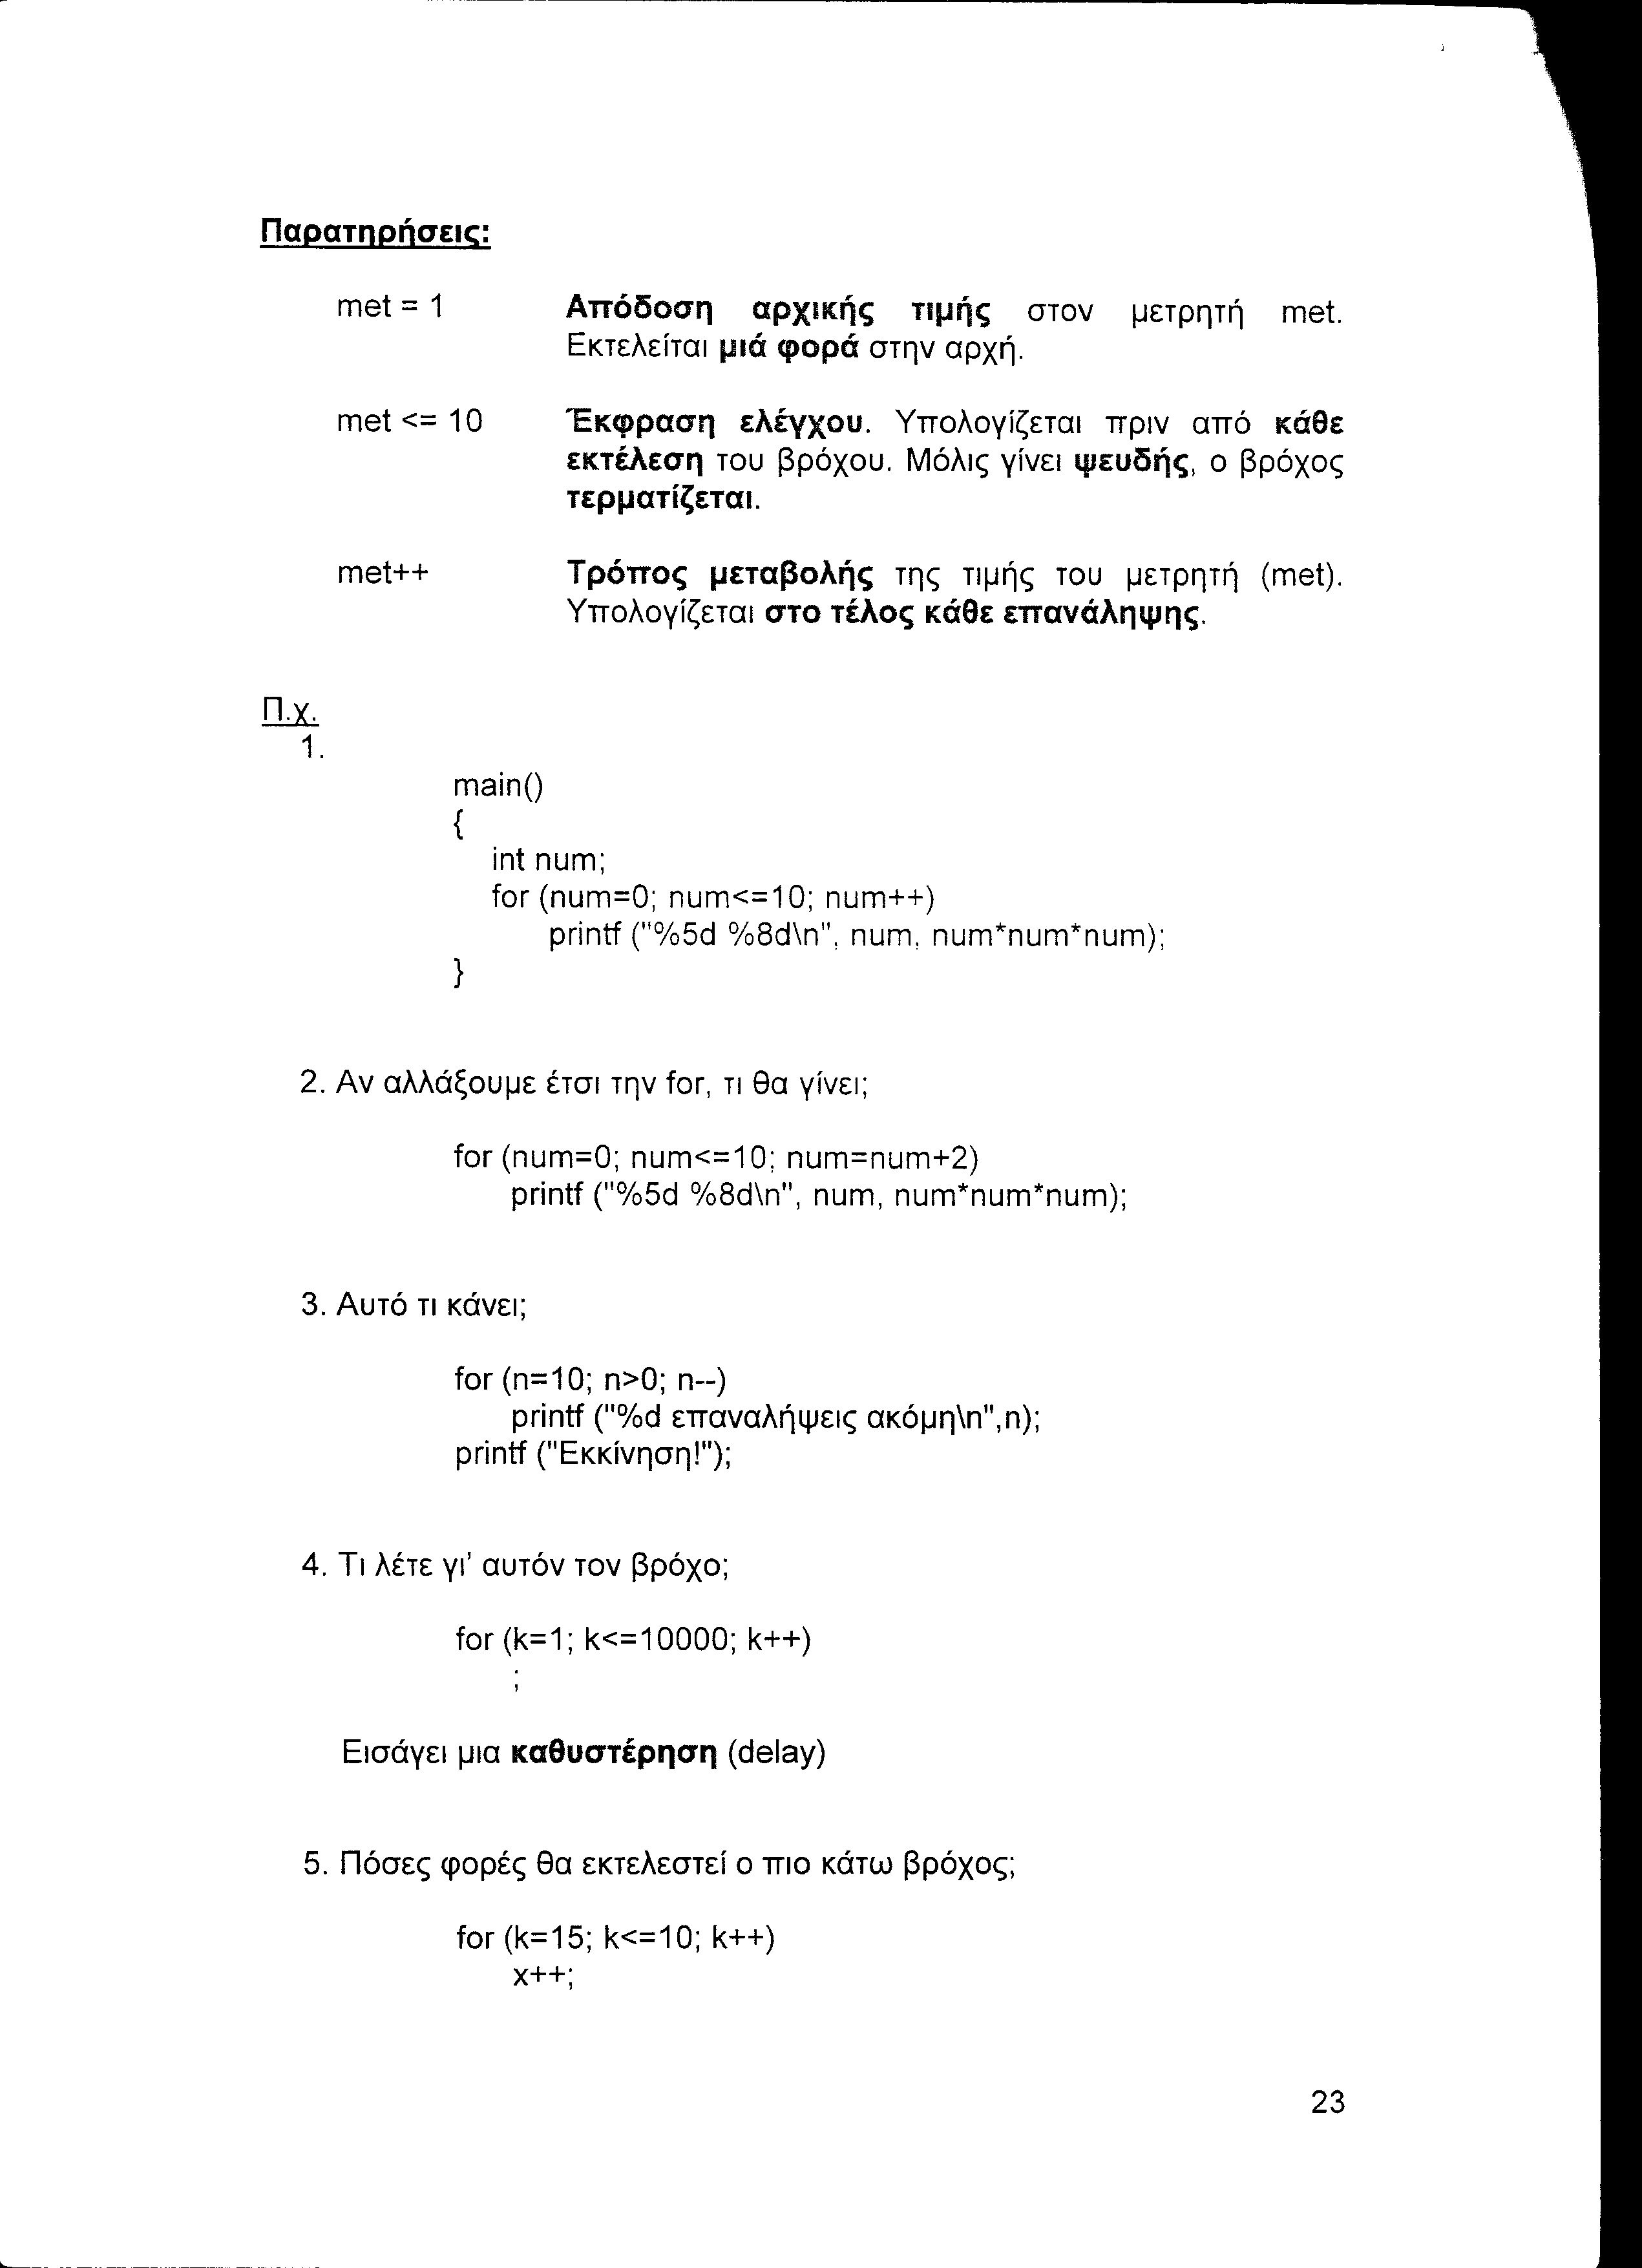 Παρατηρήσεις:
met = 1 Απόδοση αρχικής τιμής στον μετρητή met.
Εκτελείται μιά φορά στην αρχή.
met <= 10 Έκφραση ελέγχου. Υπολογίζεται πριν από κάθε
εκτέλεση του βρόχου. Μόλις γίνει ψευδής, ο βρόχος
τερματίζεται.
met++ Τρόπος μεταβολής της τιμής του μετρητή (met).
Υπολογίζεται στο τέλος κάθε επανάληψης.
Π.χ.
1.
main()
{
int num;
for (num=0; num<=10; num++)
printf ("%5d %8d\n", num, num*num*num);
}
2. Αν αλλάξουμε έτσι την for, τι θα γίνει;
for (num=0; num<=10; num=num+2)
printf ("%5d %8d\n", num, num*num*num);
3. Αυτό τι κάνει;
for (n=10; n>0; n--)
printf ("%d επαναλήψεις ακόμη\n",n);
printf ("Εκκίνηση!");
4. Τι λέτε γι' αυτόν τον βρόχο;
for (k=1; k<=10000; k++)
;
Εισάγει μια καθυστέρηση (delay)
5. Πόσες φορές θα εκτελεστεί ο πιο κάτω βρόχος;
for (k=15; k<=10; k++)
x++;
23